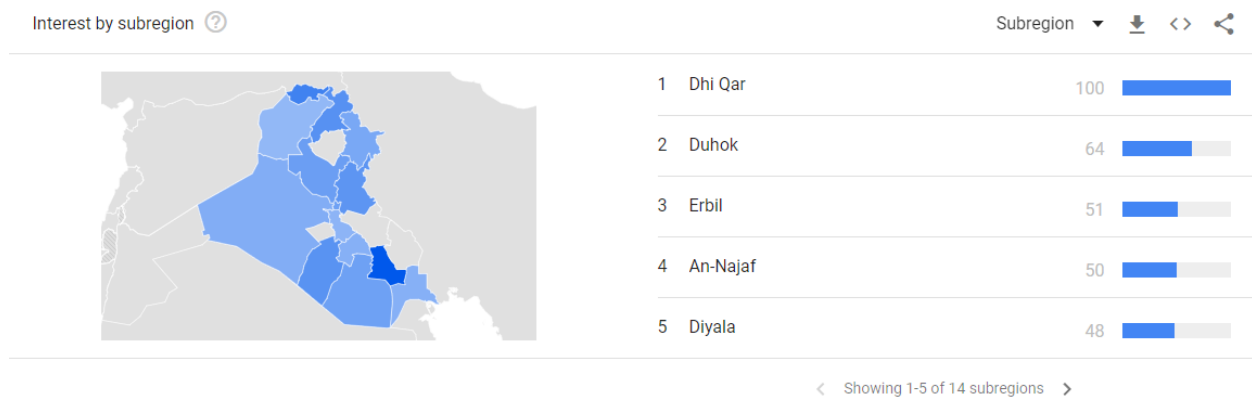 Interest by subregion ?
Subregion
1 Dhi Qar 100
2 Duhok 64
3 Erbil 51
4 An-Najaf 50
5 Diyala 48
Showing 1-5 of 14 subregions